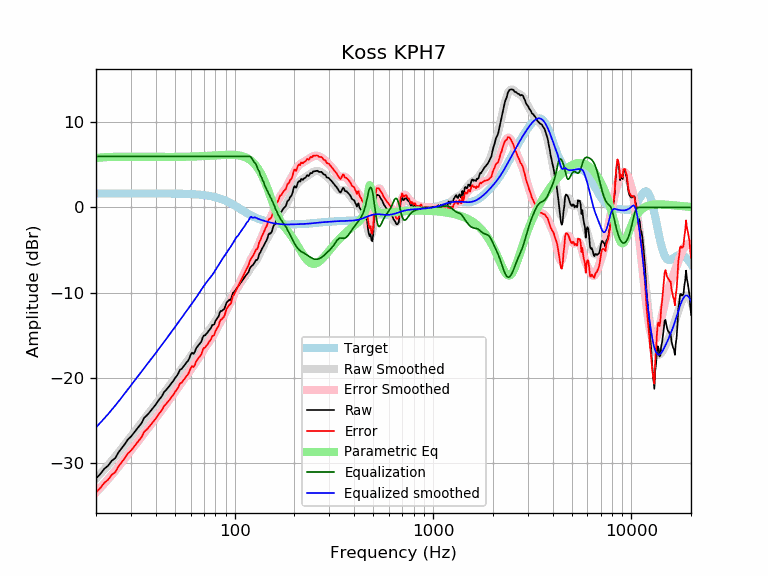 Koss KPH7
Amplitude (dBr)
10
0
−10
−20
−30
Target
Raw Smoothed
Error Smoothed
Raw
Error
Parametric Eq
Equalization
Equalized smoothed
100
1000
10000
Frequency (Hz)